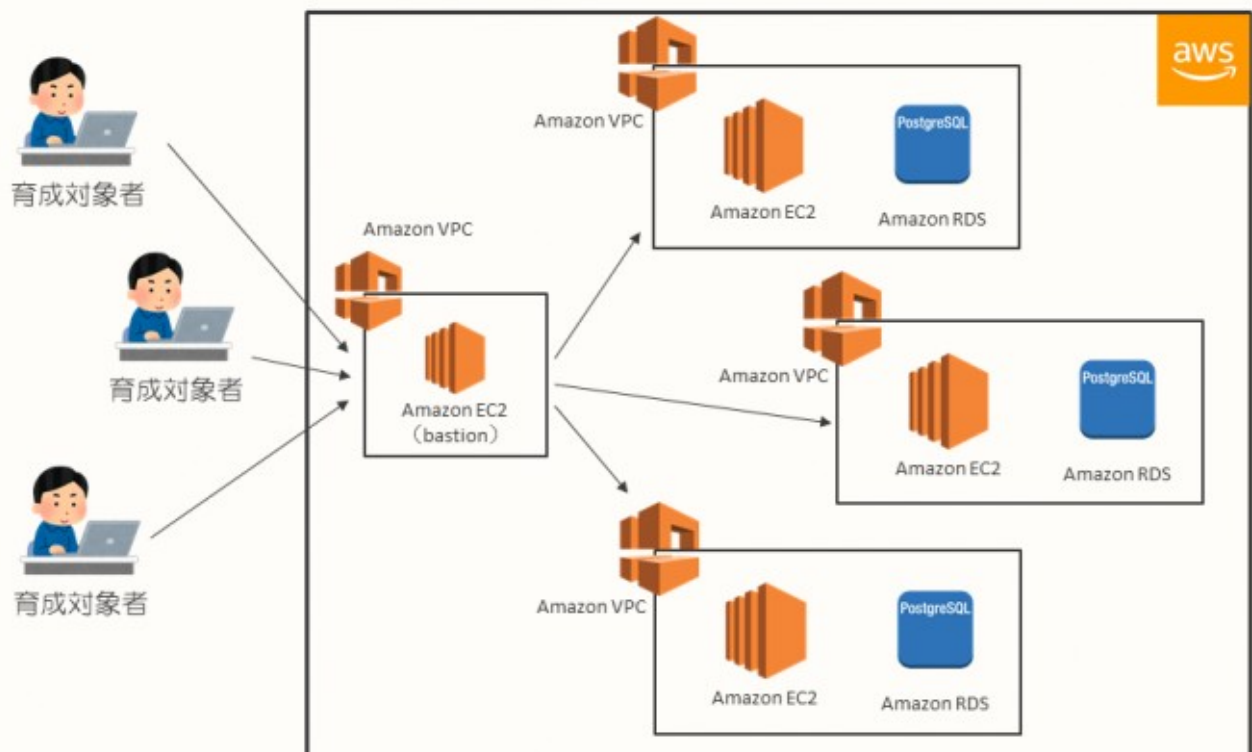 aws
育成対象者
育成対象者
育成対象者
Amazon VPC
Amazon EC2
（bastion）
Amazon VPC
Amazon EC2
PostgreSQL
Amazon RDS
Amazon VPC
Amazon EC2
PostgreSQL
Amazon RDS
Amazon VPC
Amazon EC2
PostgreSQL
Amazon RDS